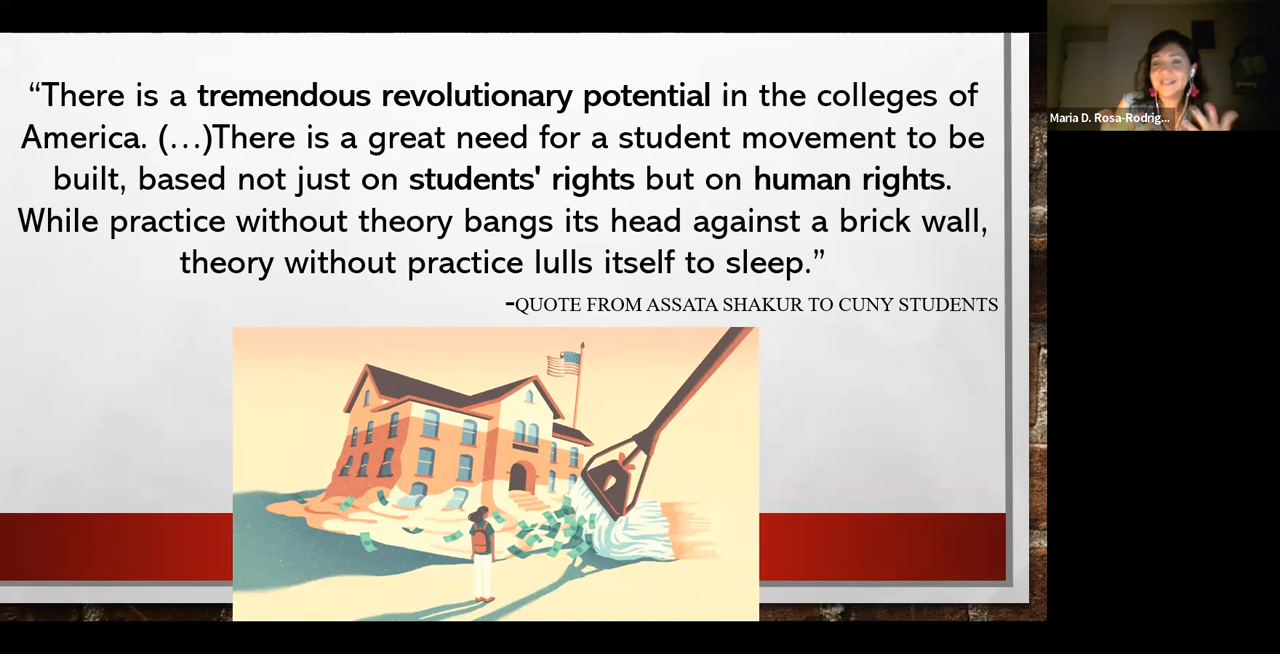 “There is a tremendous revolutionary potential in the colleges of
America. (…)There is a great need for a student movement to be
built, based not just on students' rights but on human rights.
While practice without theory bangs its head against a brick wall,
theory without practice lulls itself to sleep.”
-QUOTE FROM ASSATA SHAKUR TO CUNY STUDENTS
Maria D. Rosa-Rodrig...